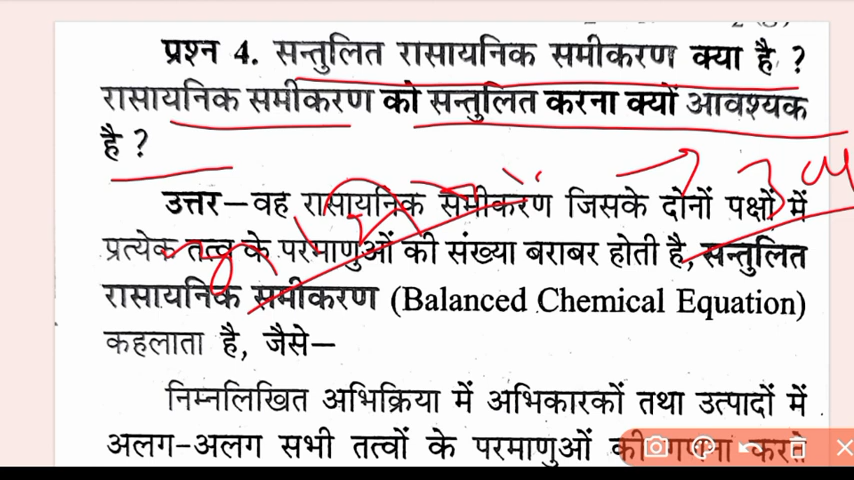 प्रश्न 4. सन्तुलित रासायनिक समीकरण क्या है ?
रासायनिक समीकरण को सन्तुलित करना क्यों आवश्यक
है ?
उत्तर—वह रासायनिक समीकरण जिसके दोनों पक्षों में
प्रत्येक तत्व के परमाणुओं की संख्या बराबर होती है, सन्तुलित
रासायनिक समीकरण (Balanced Chemical Equation)
कहलाता है, जैसे—
निम्नलिखित अभिक्रिया में अभिकारकों तथा उत्पादों में
अलग-अलग सभी तत्वों के परमाणुओं की गणना करते